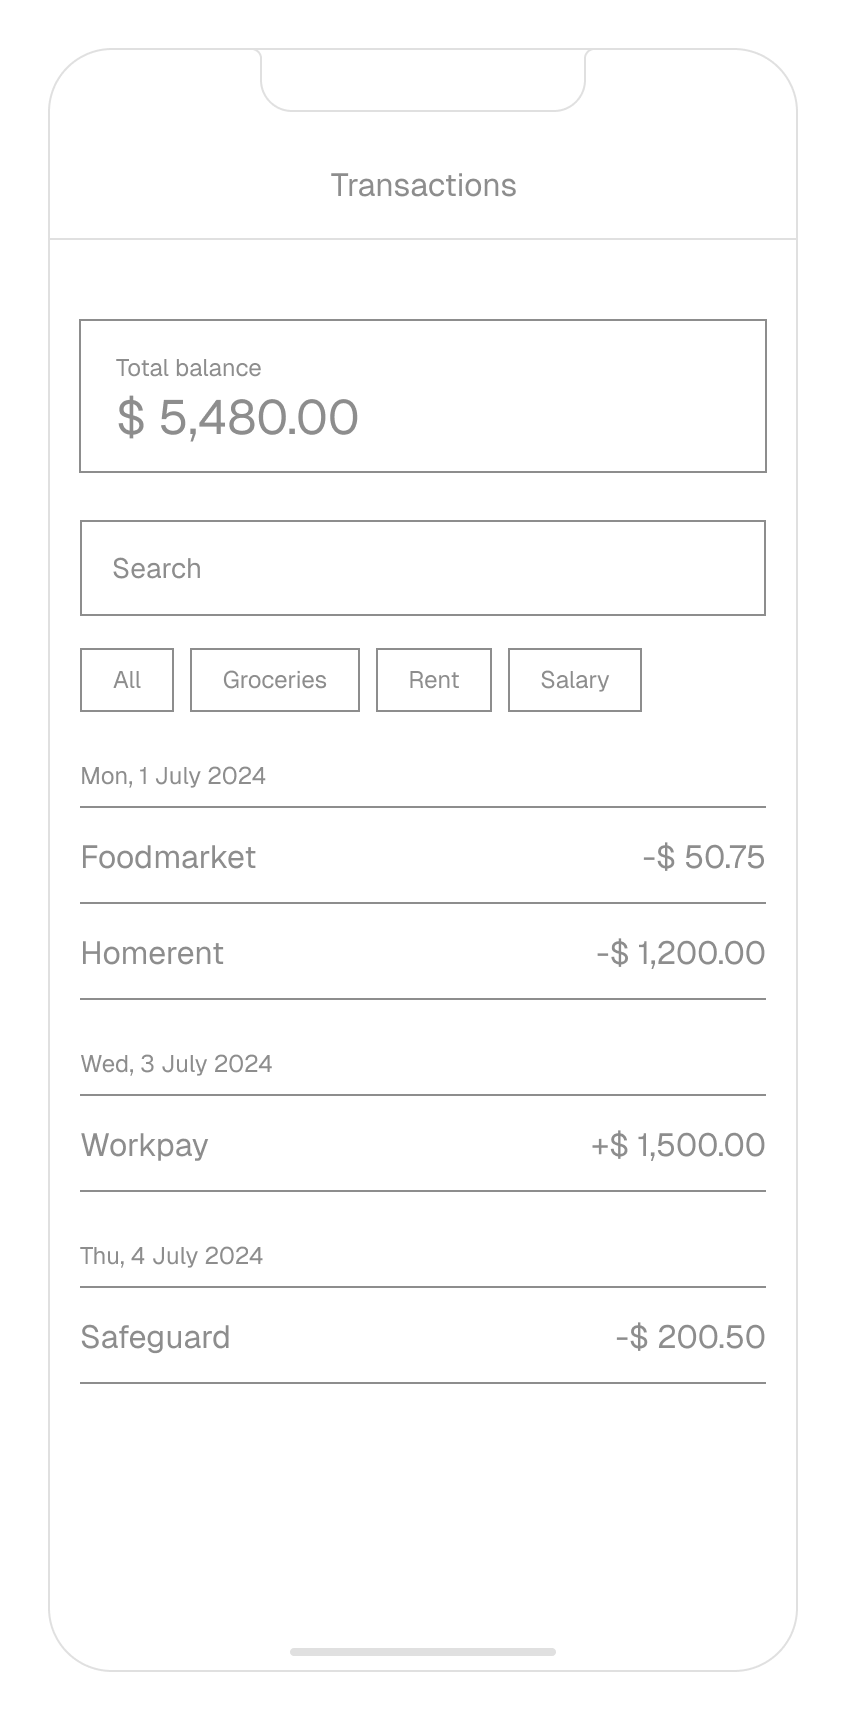 Transactions
Total balance
$ 5,480.00
Search
All Groceries Rent Salary
Mon, 1 July 2024
Foodmarket -$ 50.75
Homerent -$ 1,200.00
Wed, 3 July 2024
Workpay +$ 1,500.00
Thu, 4 July 2024
Safeguard -$ 200.50